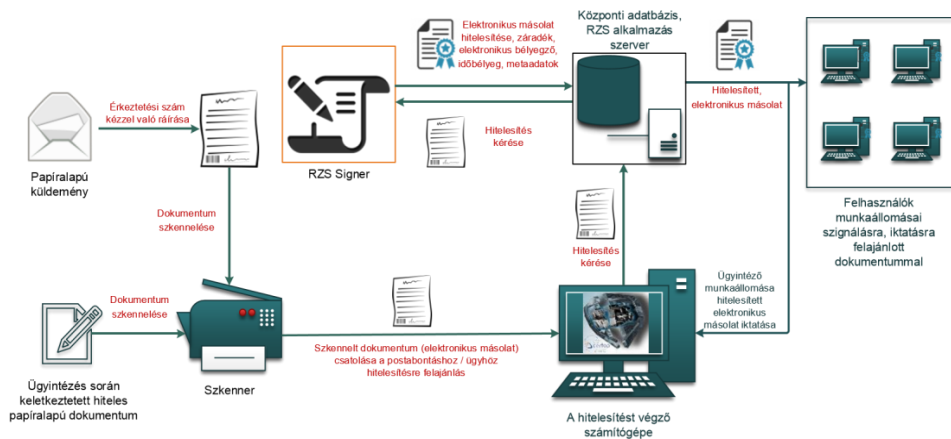 Elektronikus másolat
hitelesítése, záradék,
elektronikus bélyegző,
időbélyeg, metaadatok
Központi adatbázis,
RZS alkalmazás
szerver
Érkeztetési szám
kézzel való ráírása
Hitelesített,
elektronikus másolat
Hitelesítés
kérése
Papíralapú
küldemény
RZS Signer
Felhasználók
munkaállomásai
szignálásra, iktatásra
felajánlott
dokumentummal
Dokumentum
szkennelése
Hitelesítés
kérése
Ügyintéző
munkaállomása
hitelesített
elektronikus
másolat iktatása
Dokumentum
szkennelése
Szkennelt dokumentum (elektronikus másolat)
csatolása a postabontáshoz / ügyhöz
hitelesítésre felajánlás
Szkenner
Ügyintézés során
keletkeztetett hiteles
papíralapú dokumentum
A hitelesítést végző
számítógépe